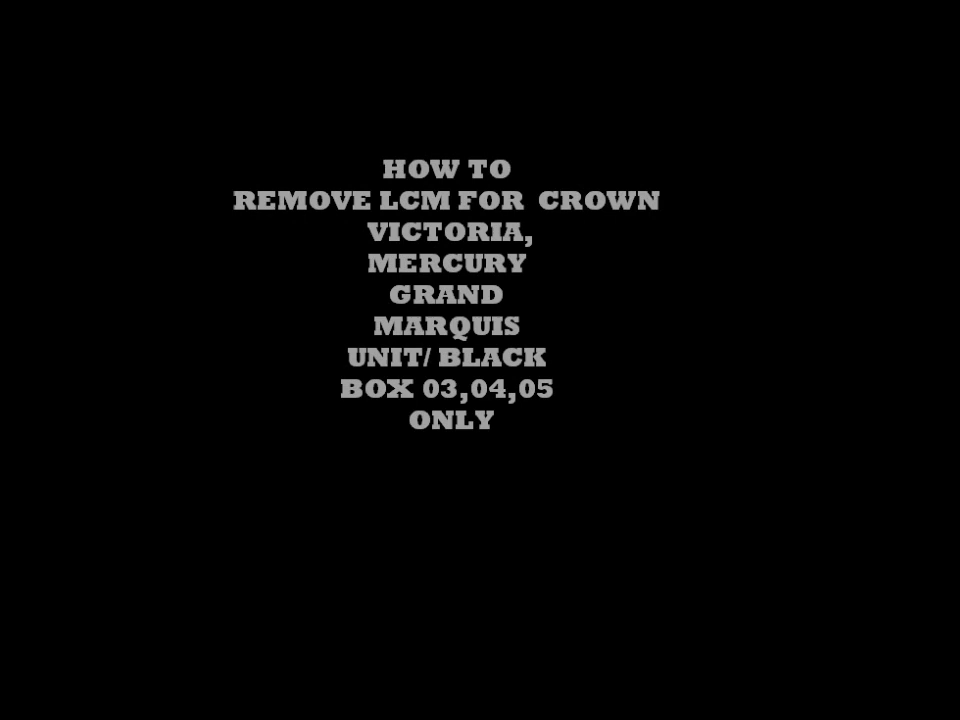 HOW TO
REMOVE LCM FOR CROWN
VICTORIA,
MERCURY
GRAND
MARQUIS
UNIT/ BLACK
BOX 03,04,05
ONLY